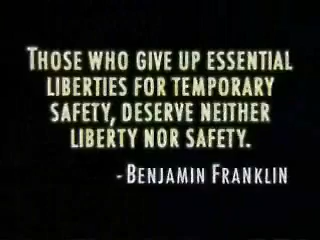 THOSE WHO GIVE UP ESSENTIAL
LIBERTIES FOR TEMPORARY
SAFETY, DESERVE NEITHER
LIBERTY NOR SAFETY.
-BENJAMIN FRANKLIN